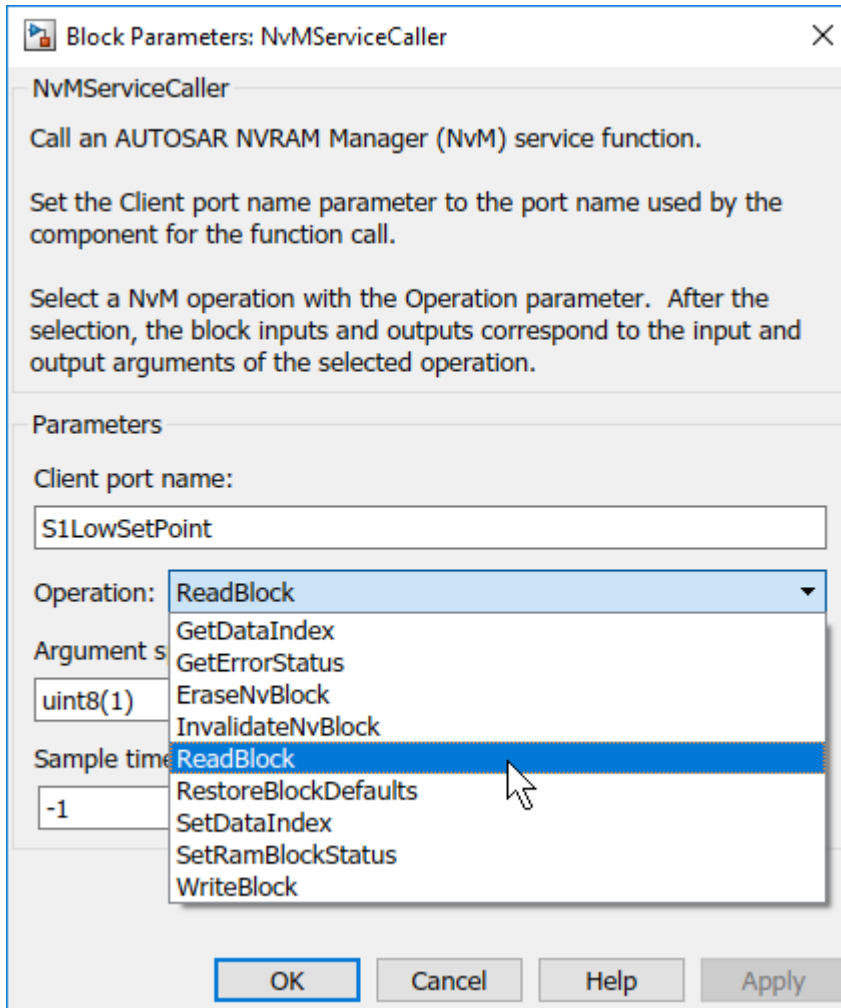 Block Parameters: NvMServiceCaller
NvMServiceCaller
Call an AUTOSAR NVRAM Manager (NvM) service function.
Set the Client port name parameter to the port name used by the
component for the function call.
Select a NvM operation with the Operation parameter.  After the
selection, the block inputs and outputs correspond to the input and
output arguments of the selected operation.
Parameters
Client port name:
S1LowSetPoint
Operation: ReadBlock
GetDataIndex
Argument
GetErrorStatus
uint8(1)
EraseNvBlock
InvalidateNvBlock
Sample time
ReadBlock
-1
RestoreBlockDefaults
SetDataIndex
SetRamBlockStatus
WriteBlock
OK Cancel Help Apply